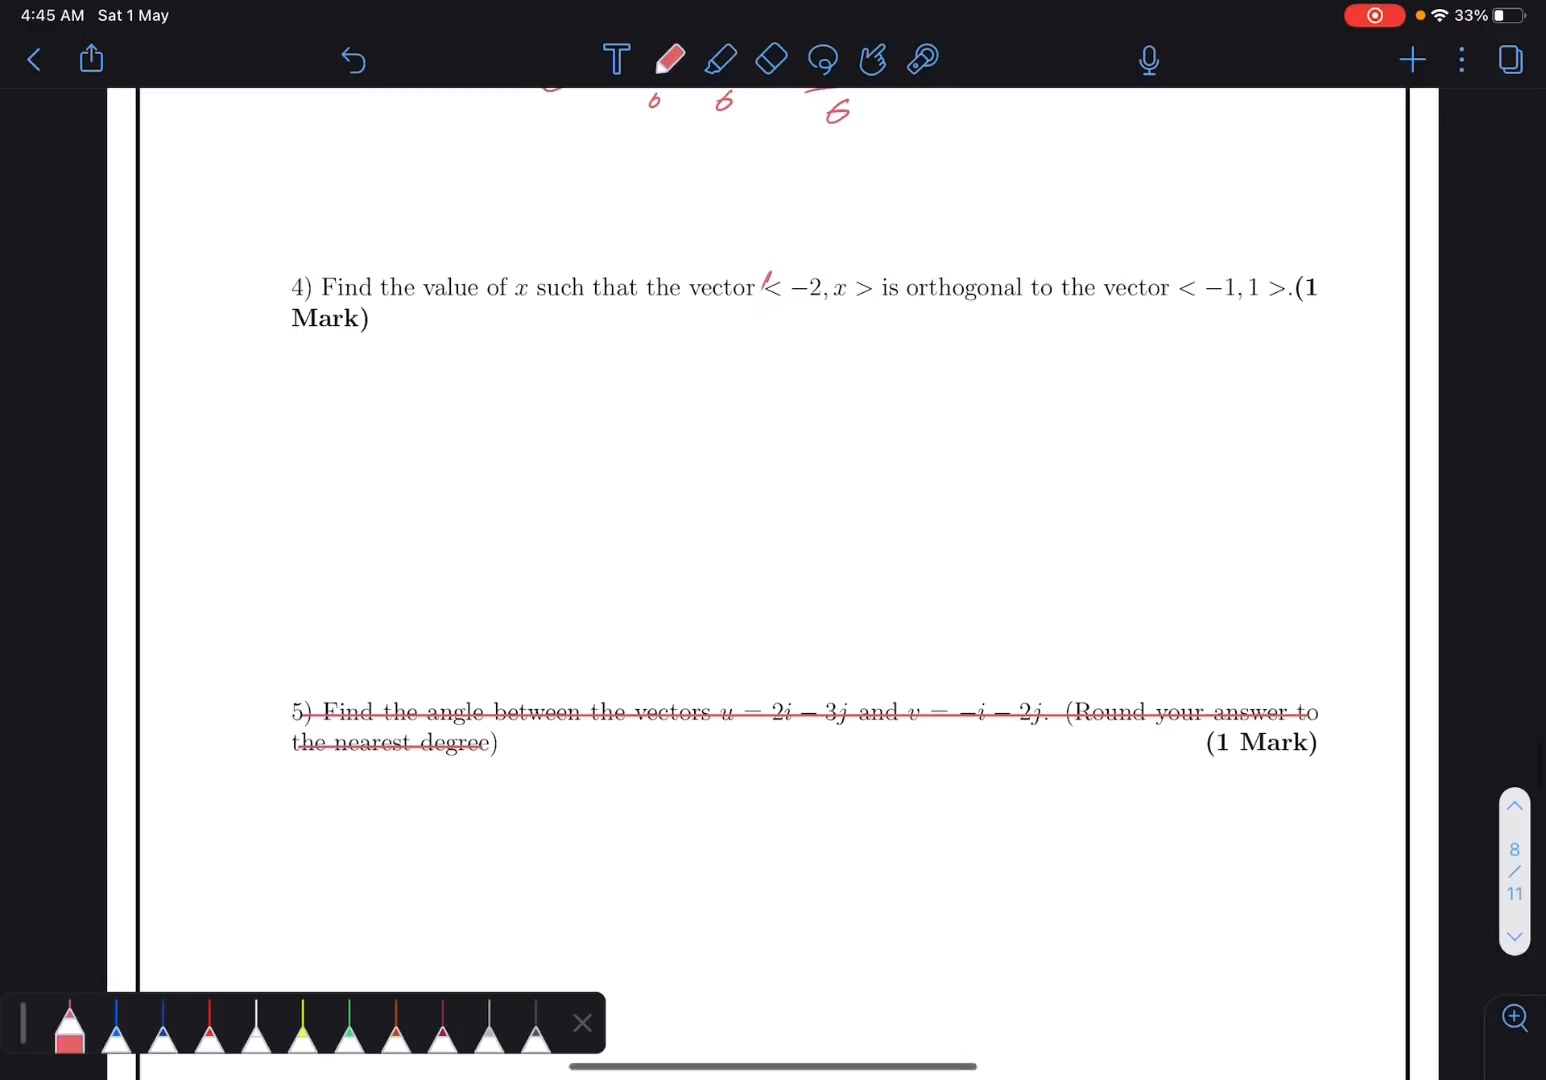 4:45 AM Sat 1 May
33%
T
6 6 6
4) Find the value of x such that the vector < −2, x > is orthogonal to the vector < −1, 1 >.(1
Mark)
5) Find the angle between the vectors u = 2i − 3j and v = −i − 2j. (Round your answer to
the nearest degree) (1 Mark)
8
/
11